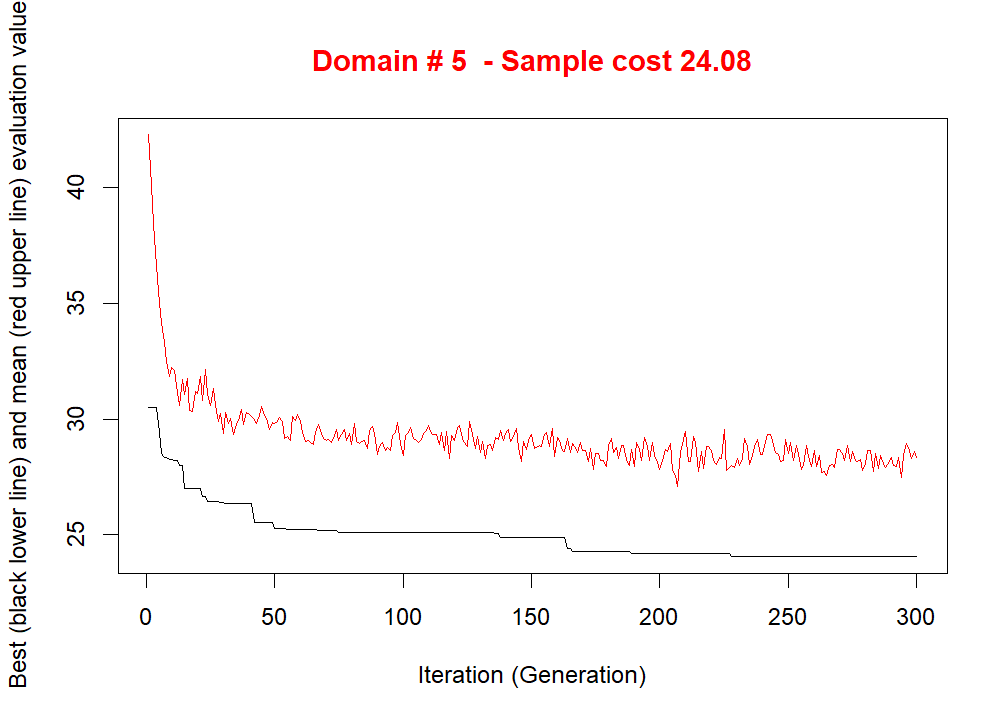 Domain # 5  - Sample cost 24.08
Best (black lower line) and mean (red upper line) evaluation value
40
35
30
25
0 50 100 150 200 250 300
Iteration (Generation)